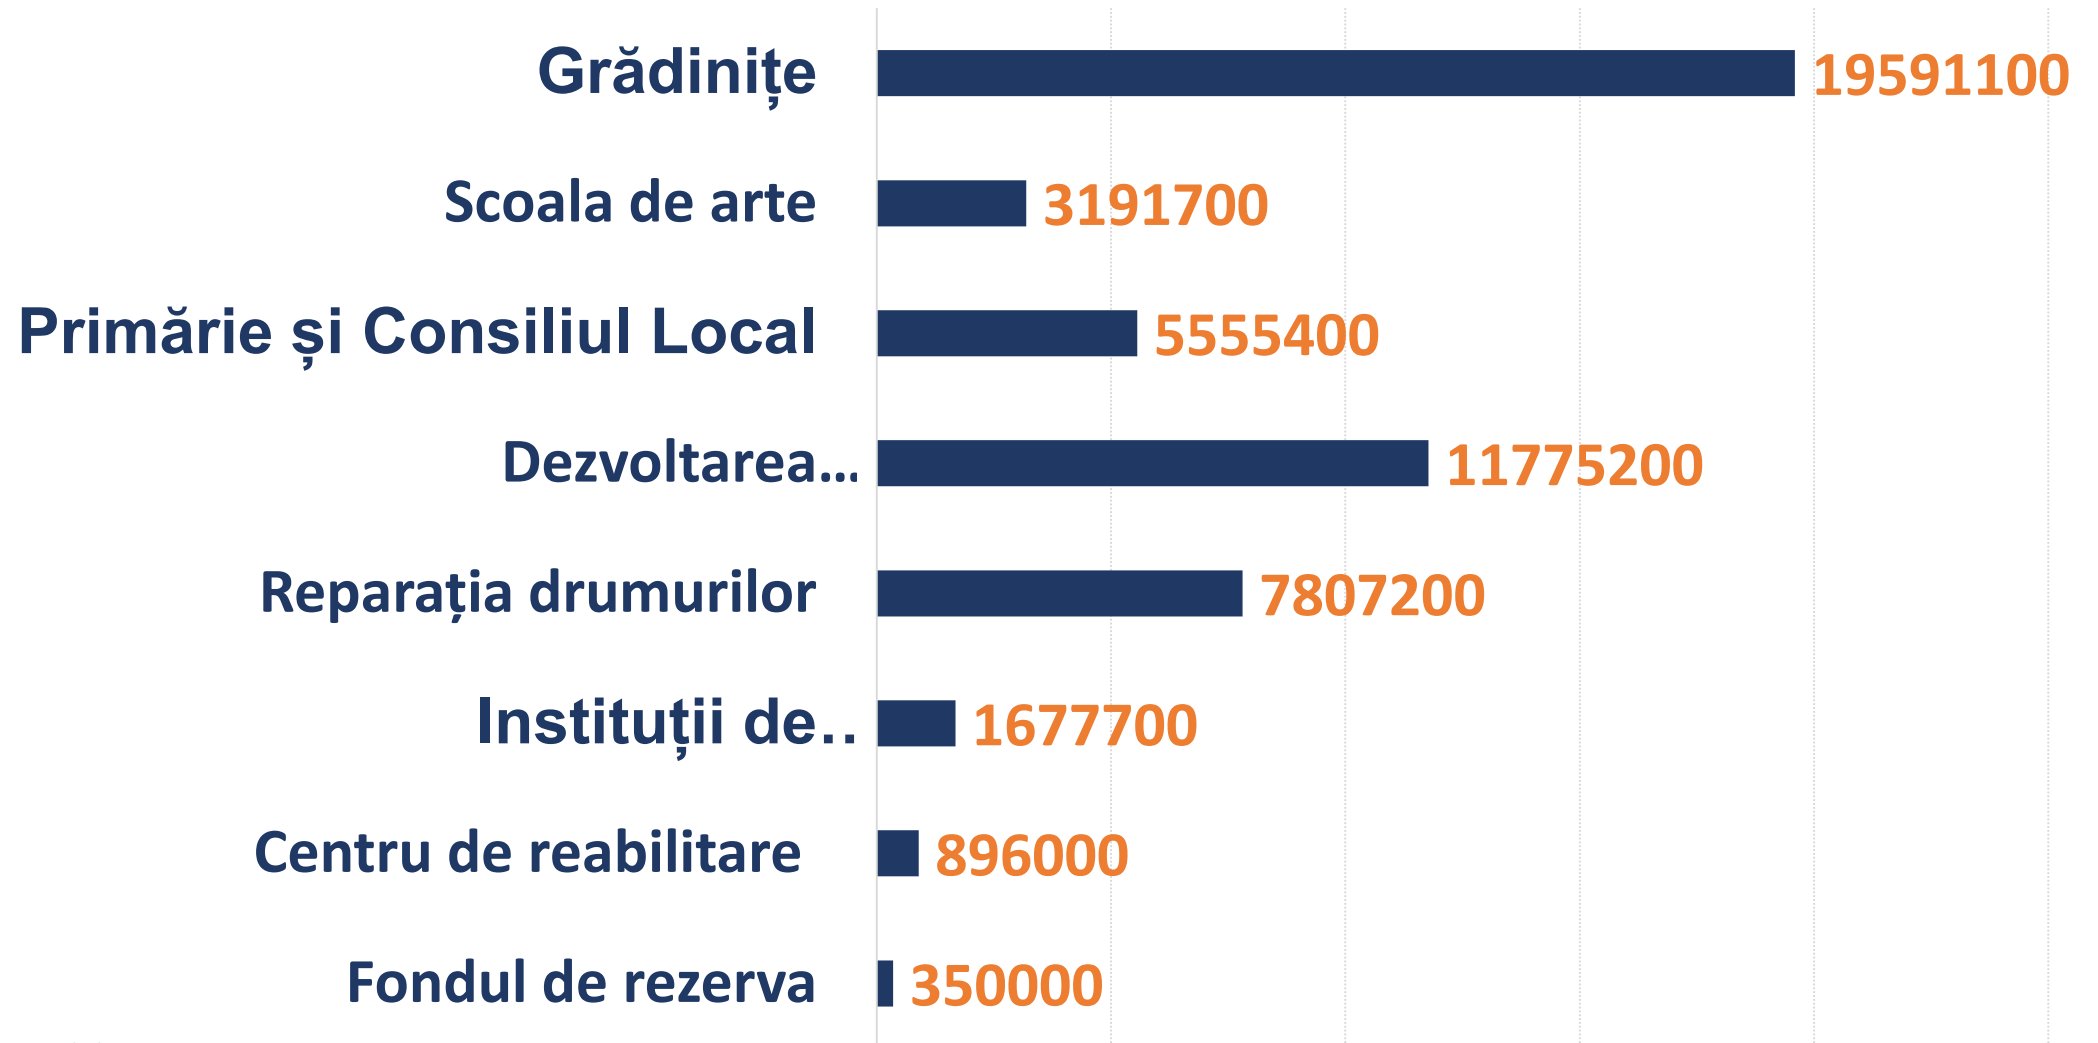 Grădinițe 19591100
Scoala de arte 3191700
Primărie și Consiliul Local 5555400
Dezvoltarea... 11775200
Reparația drumurilor 7807200
Instituții de.. 1677700
Centru de reabilitare 896000
Fondul de rezerva 350000